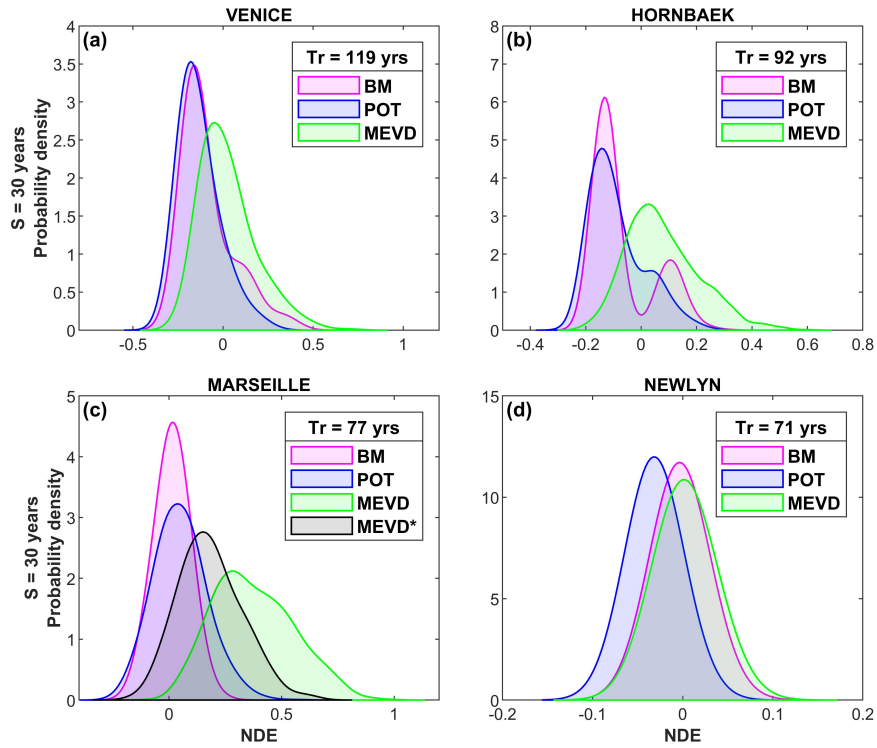 VENICE
(a)
Tr = 119 yrs
BM
POT
MEVD
S = 30 years
Probability density
4
3.5
3
2.5
2
1.5
1
0.5
0
-0.5
0
0.5
1
HORNBAEK
(b)
Tr = 92 yrs
BM
POT
MEVD
8
7
6
5
4
3
2
1
0
-0.4
-0.2
0
0.2
0.4
0.6
0.8
MARSEILLE
(c)
Tr = 77 yrs
BM
POT
MEVD
MEVD*
S = 30 years
Probability density
5
4
3
2
1
0
0
0.5
1
NDE
NEWLYN
(d)
Tr = 71 yrs
BM
POT
MEVD
15
10
5
0
-0.2
-0.1
0
0.1
0.2
NDE